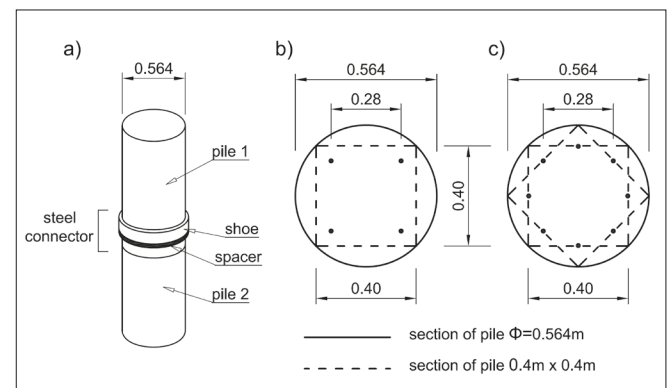 a)
0.564
pile 1
steel
connector
shoe
spacer
pile 2
b)
0.564
0.28
0.40
0.40
c)
0.564
0.28
0.40
section of pile Φ=0.564m
section of pile 0.4m x 0.4m